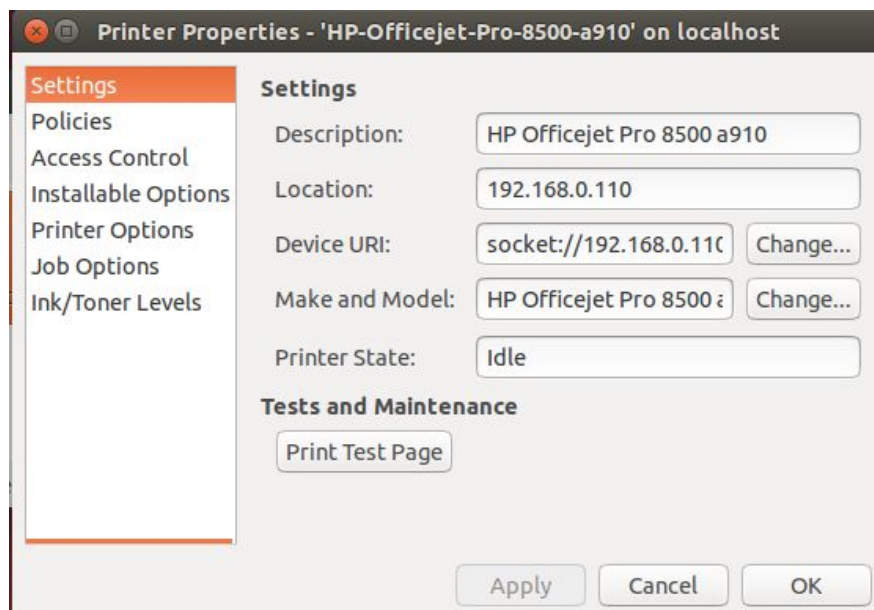 Printer Properties - 'HP-Officejet-Pro-8500-a910' on localhost
Settings
Policies
Access Control
Installable Options
Printer Options
Job Options
Ink/Toner Levels
Settings
Description: HP Officejet Pro 8500 a910
Location: 192.168.0.110
Device URI: socket://192.168.0.110 Change...
Make and Model: HP Officejet Pro 8500 a Change...
Printer State: Idle
Tests and Maintenance
Print Test Page
Apply Cancel OK